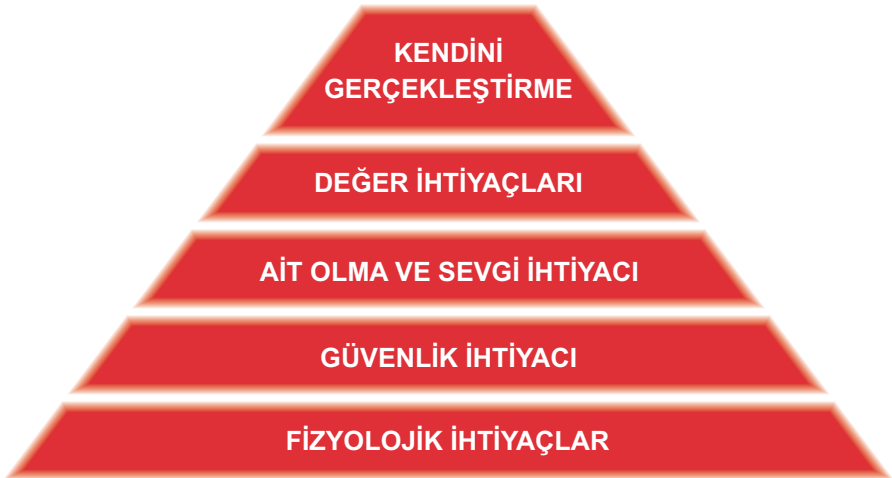 KENDİNİ
GERÇEKLEŞTİRME
DEĞER İHTİYAÇLARI
AİT OLMA VE SEVGİ İHTİYACI
GÜVENLİK İHTİYACI
FİZYOLOJİK İHTİYAÇLAR